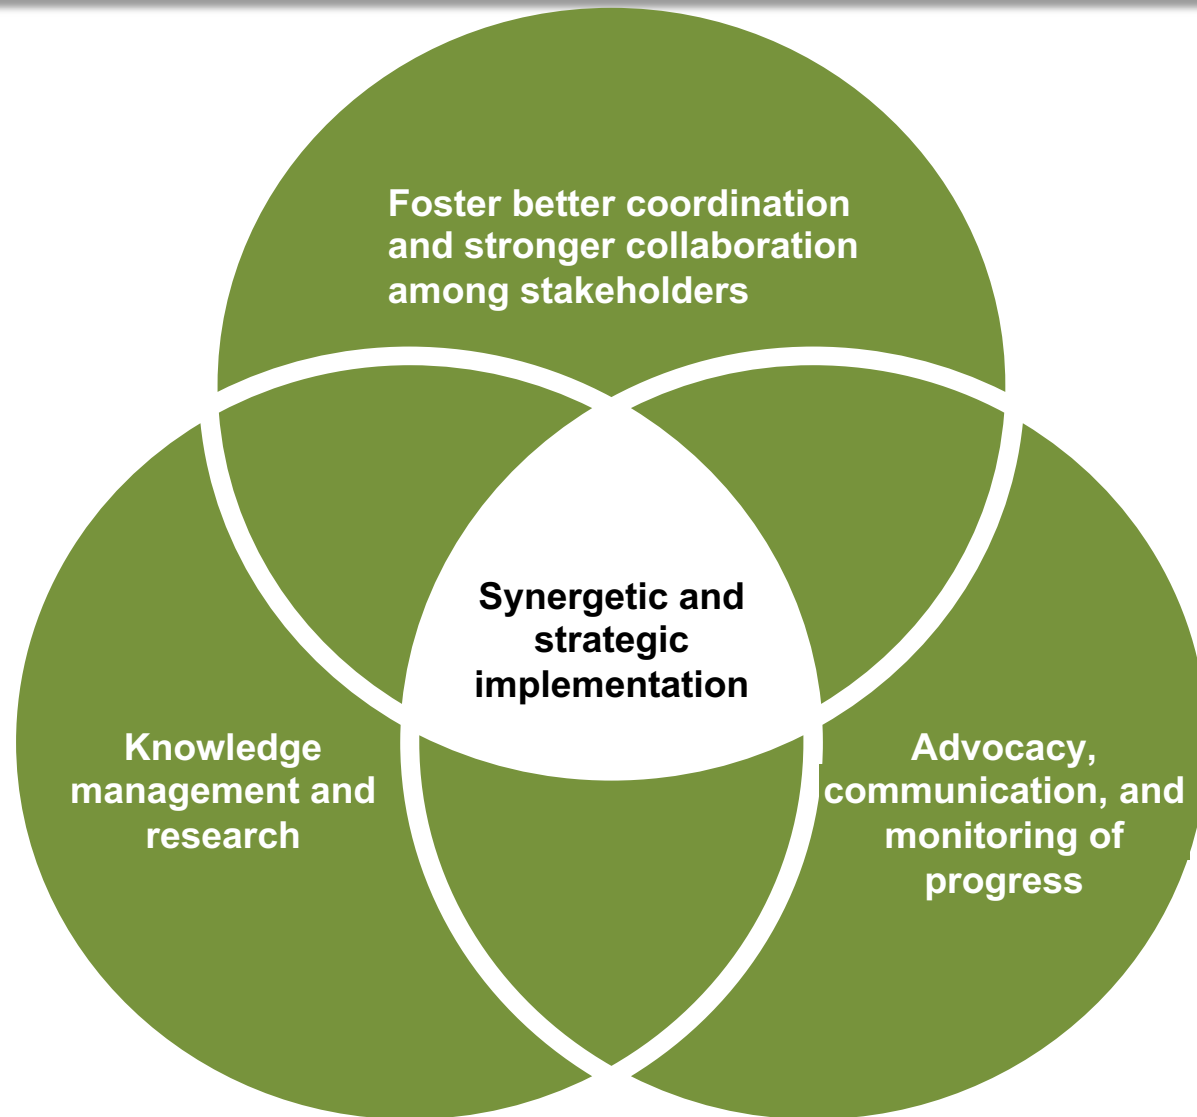 Foster better coordination
and stronger collaboration
among stakeholders
Synergetic and
strategic
implementation
Knowledge
management and
research
Advocacy,
communication, and
monitoring of
progress